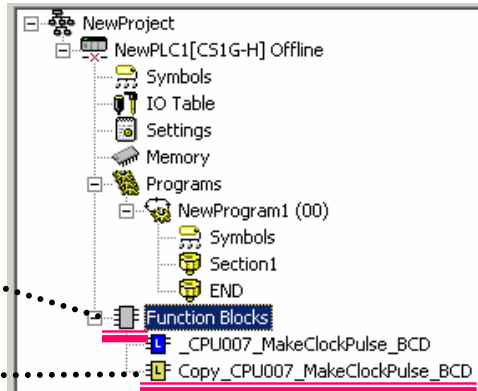 NewProject
NewPLC1[CS1G-H] Offline
Symbols
IO Table
Settings
Memory
Programs
NewProgram1 (00)
Symbols
Section1
END
Function Blocks
L _CPU007_MakeClockPulse_BCD
L Copy_CPU007_MakeClockPulse_BCD